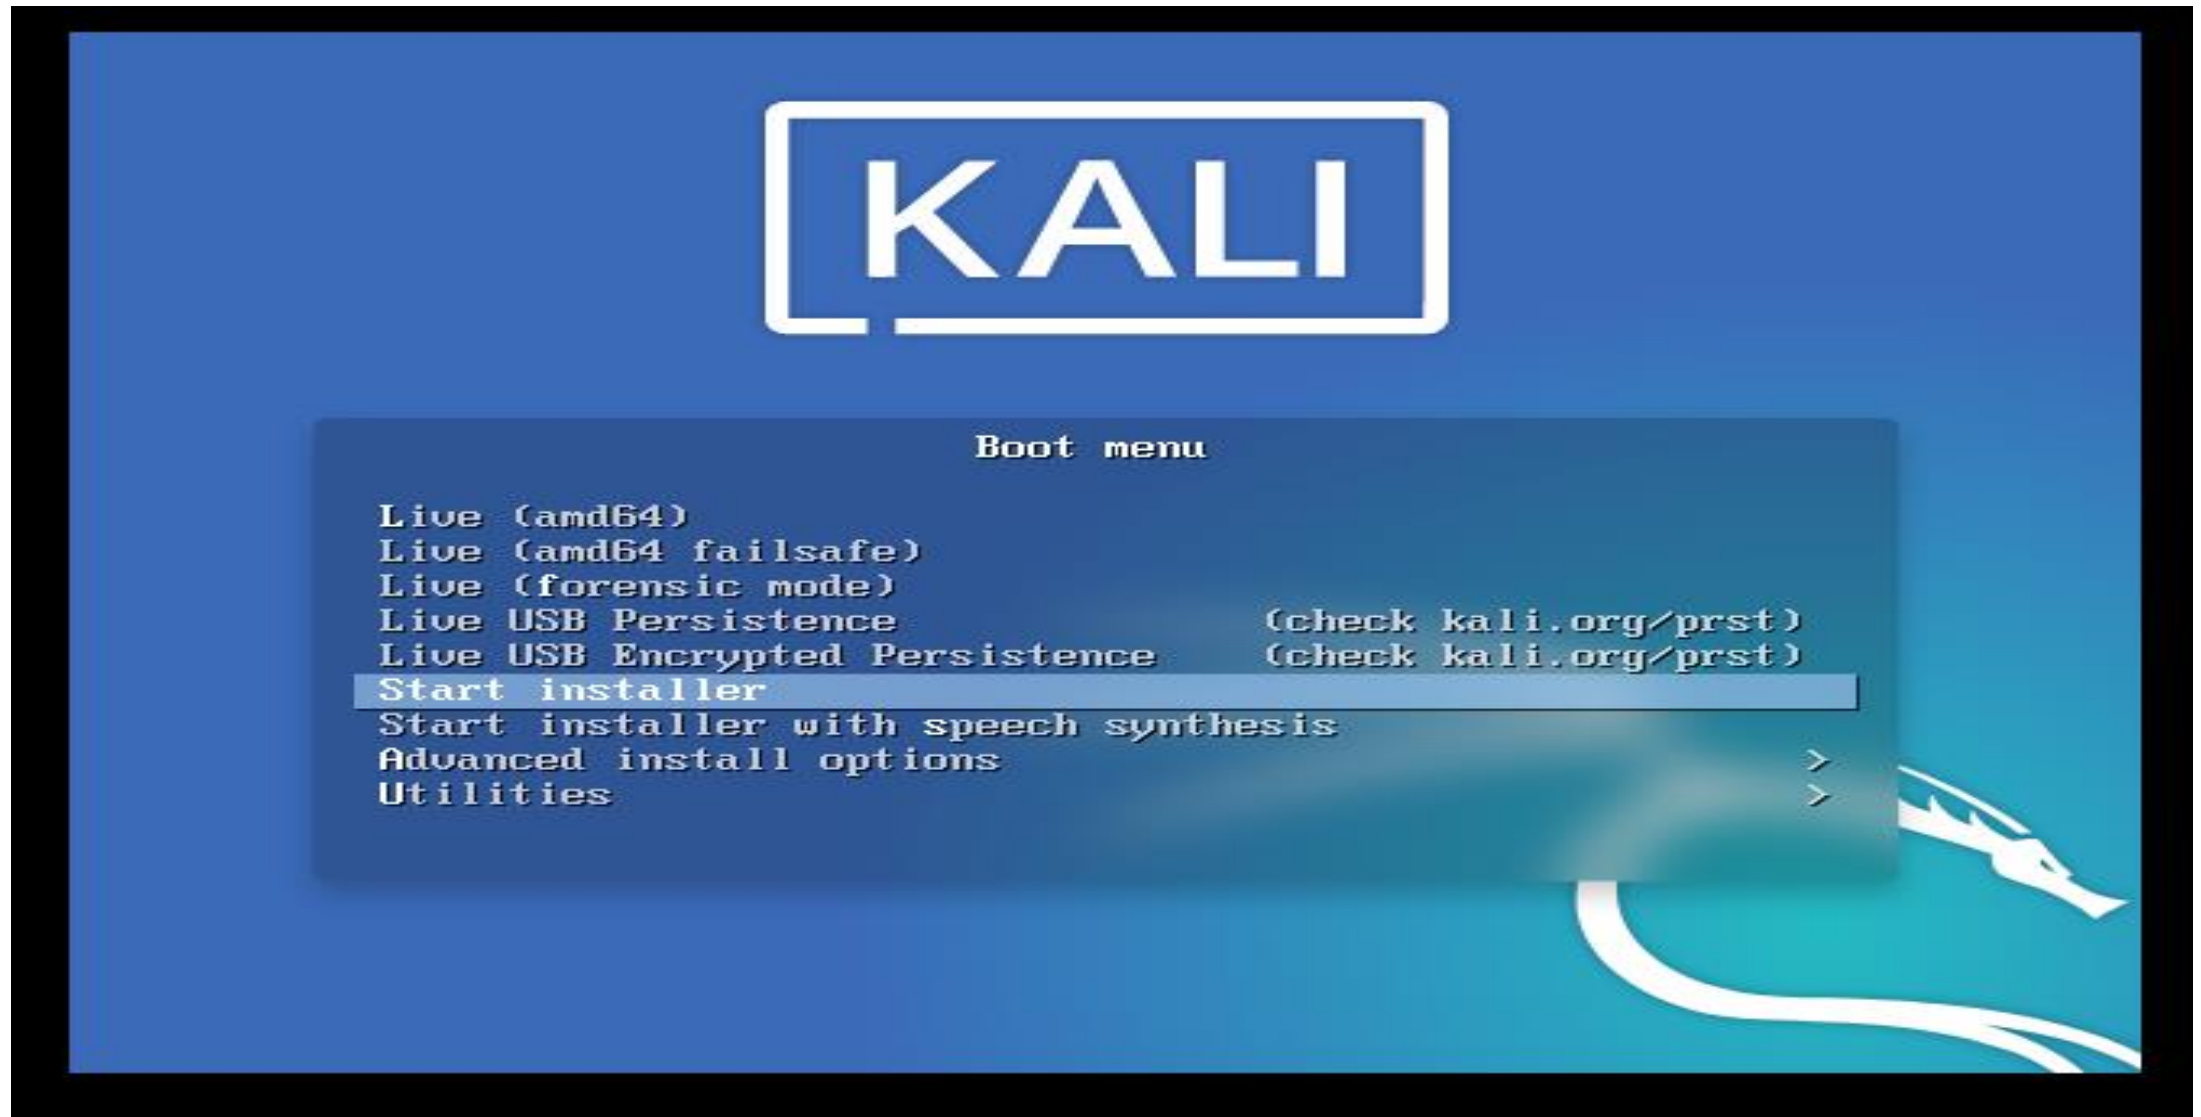 KALI
Boot menu
Live (amd64)
Live (amd64 failsafe)
Live (forensic mode)
Live USB Persistence (check kali.org/prst)
Live USB Encrypted Persistence (check kali.org/prst)
Start installer
Start installer with speech synthesis
Advanced install options >
Utilities >